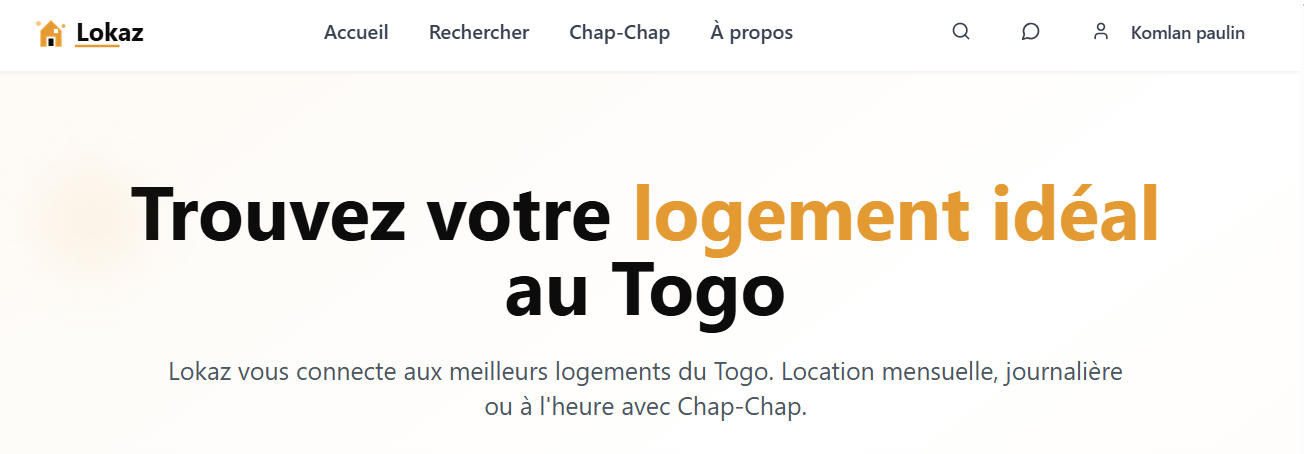 Lokaz
Accueil
Rechercher
Chap-Chap
À propos
Komlan paulin
Trouvez votre logement idéal
au Togo
Lokaz vous connecte aux meilleurs logements du Togo. Location mensuelle, journalière
ou à l'heure avec Chap-Chap.